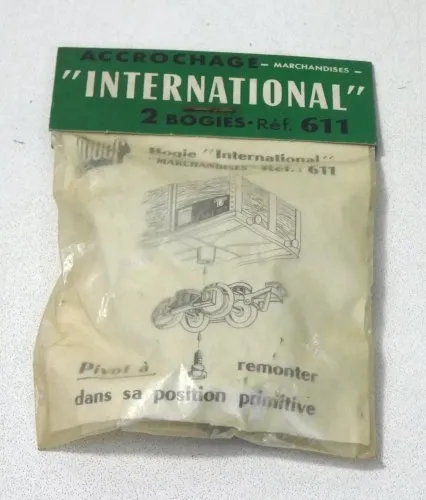 ACCROCHAGE - MARCHANDISES -
"INTERNATIONAL"
2 BOGIES - Réf. 611
Bogie "International"
"MARCHANDISES" Réf. : 611
Pivot à remonter
dans sa position primitive